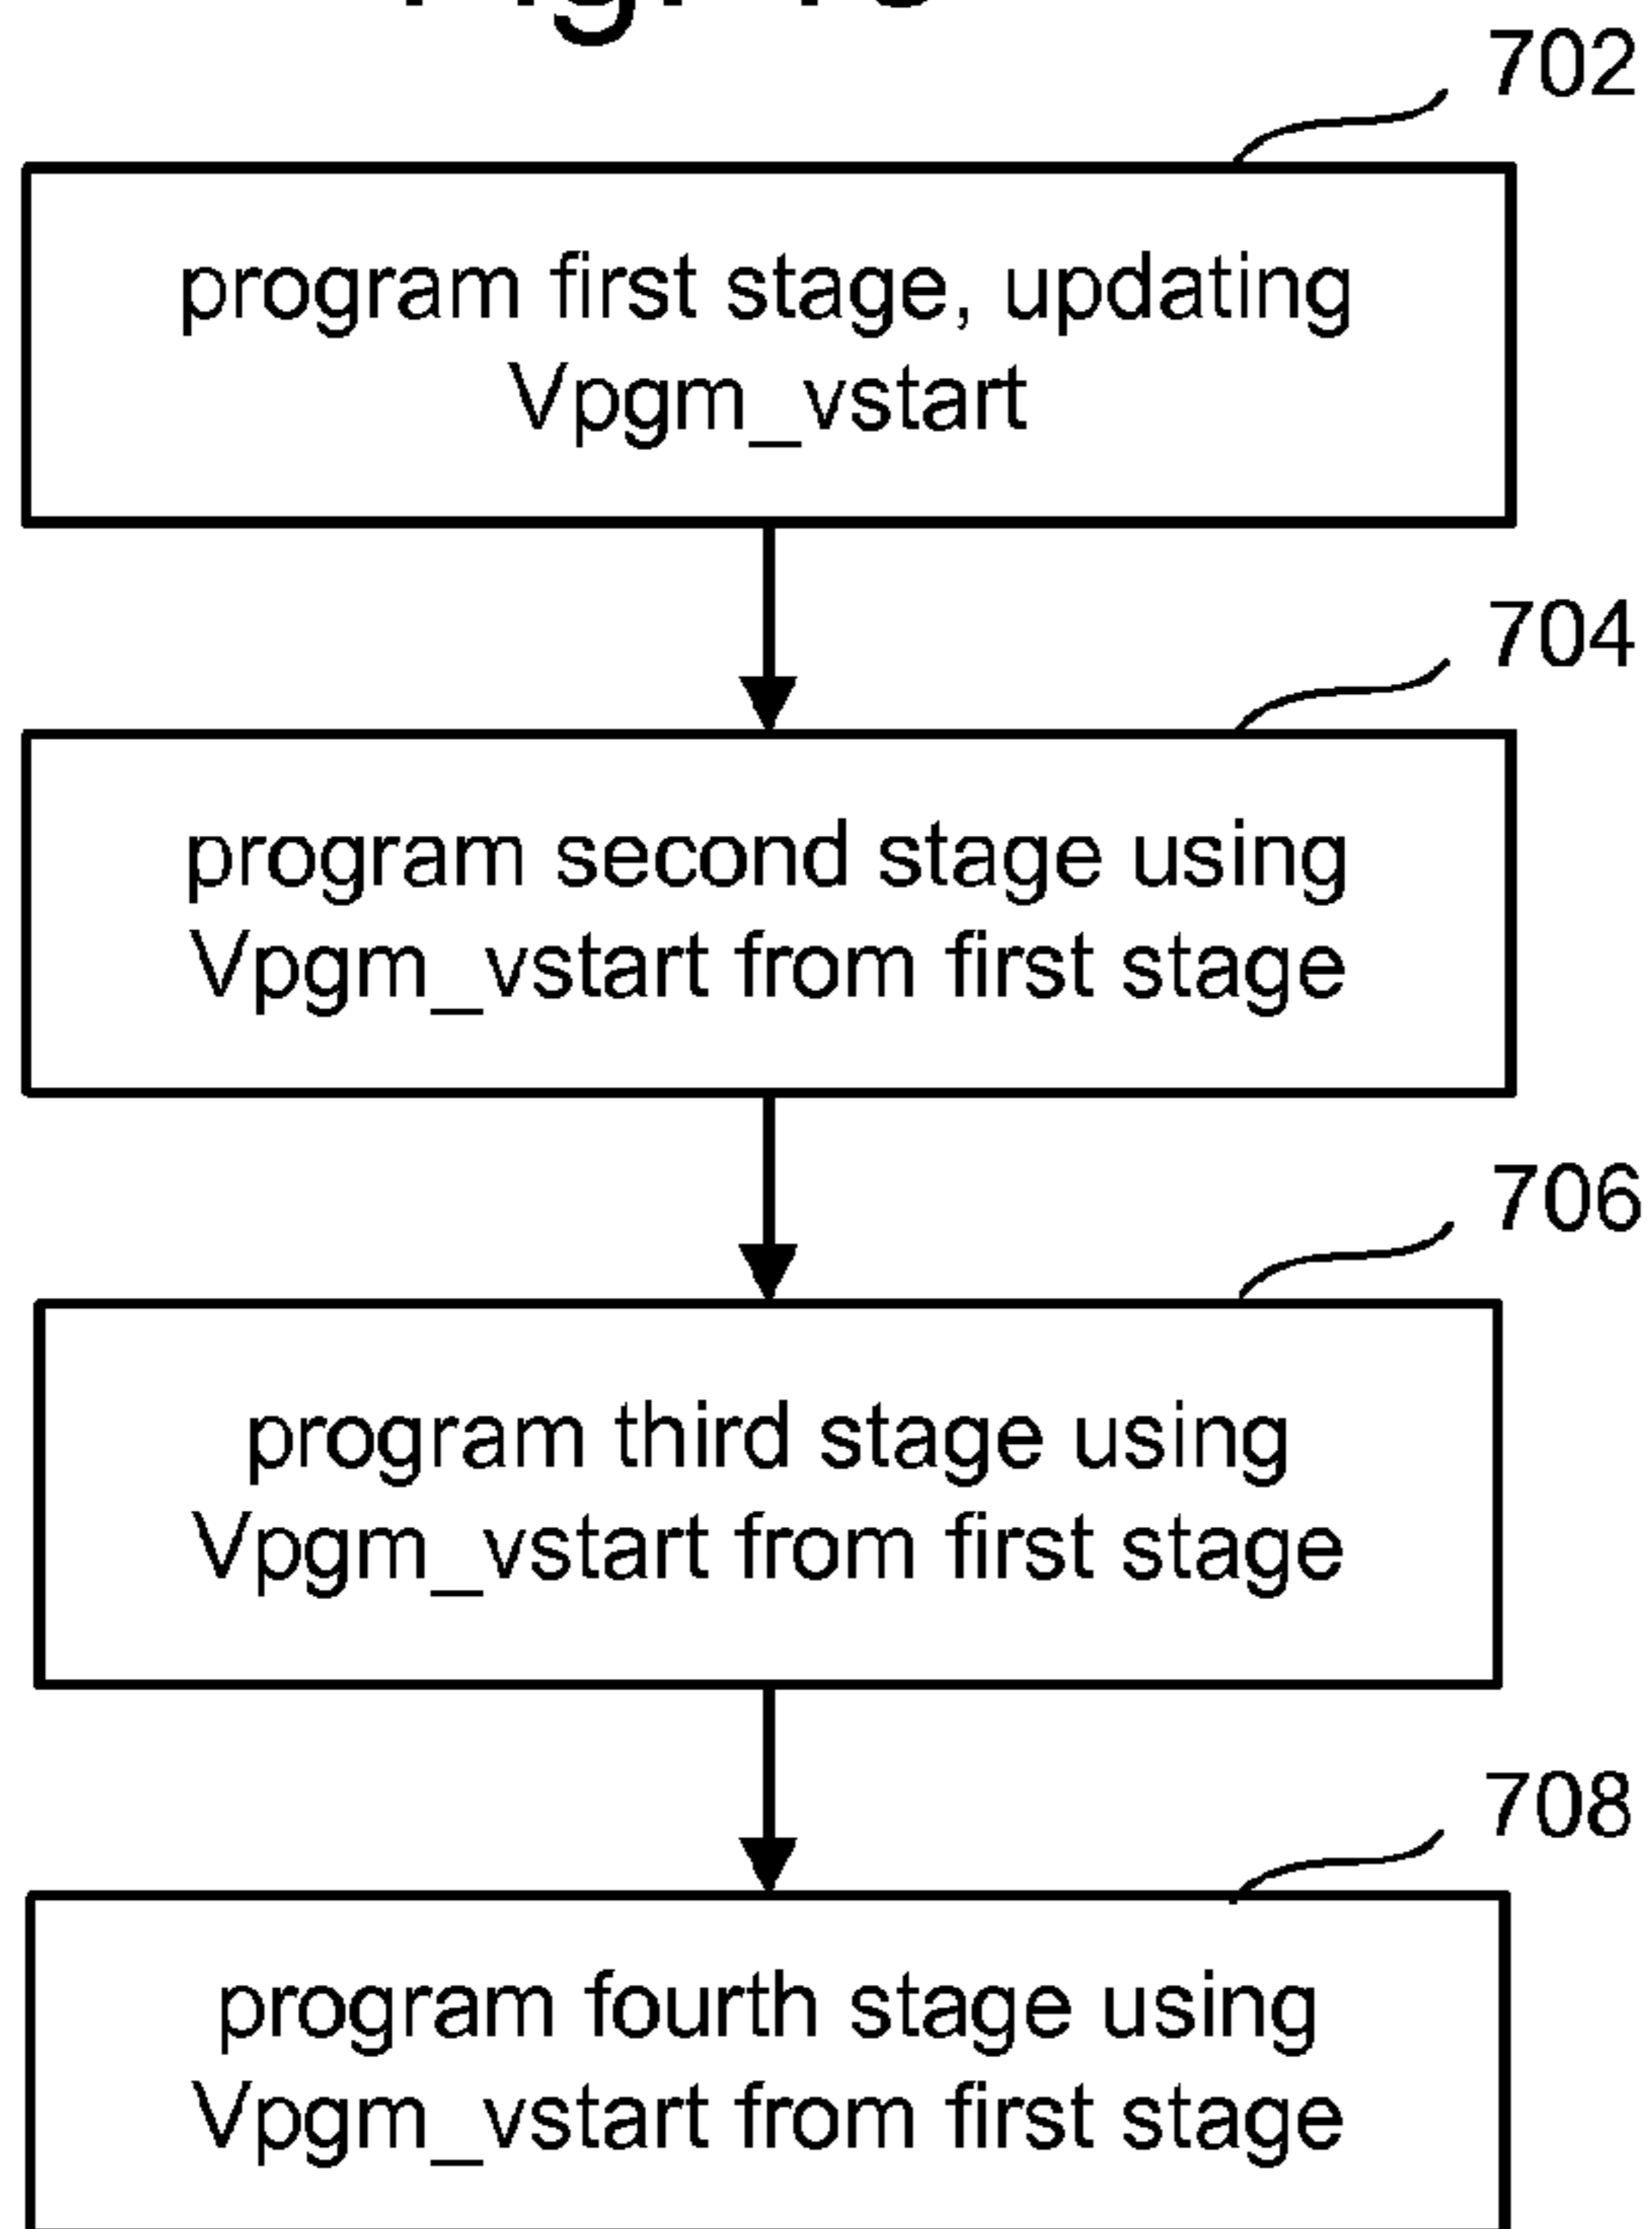 702
program first stage, updating
Vpgm_vstart
704
program second stage using
Vpgm_vstart from first stage
706
program third stage using
Vpgm_vstart from first stage
708
program fourth stage using
Vpgm_vstart from first stage